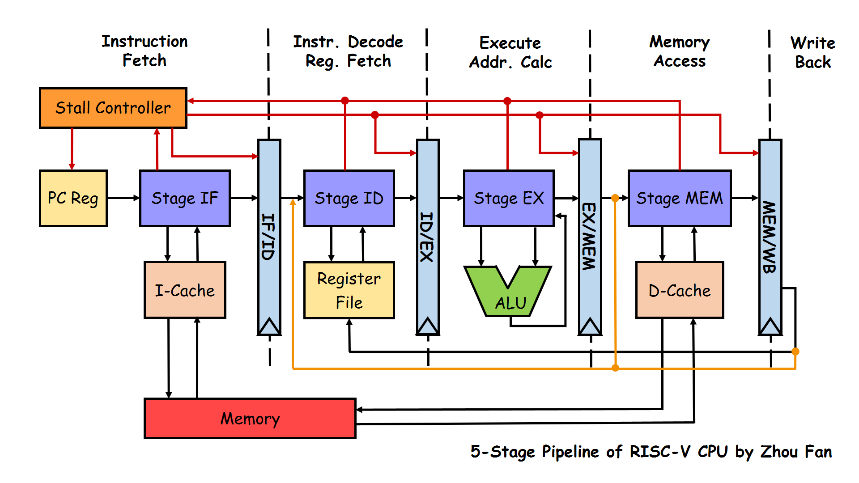 Instruction
Fetch
Instr. Decode
Reg. Fetch
Execute
Addr. Calc
Memory
Access
Write
Back
Stall Controller
PC Reg
Stage IF
IF/ID
Stage ID
ID/EX
Stage EX
EX/MEM
Stage MEM
MEM/WB
I-Cache
Register
File
ALU
D-Cache
Memory
5-Stage Pipeline of RISC-V CPU by Zhou Fan